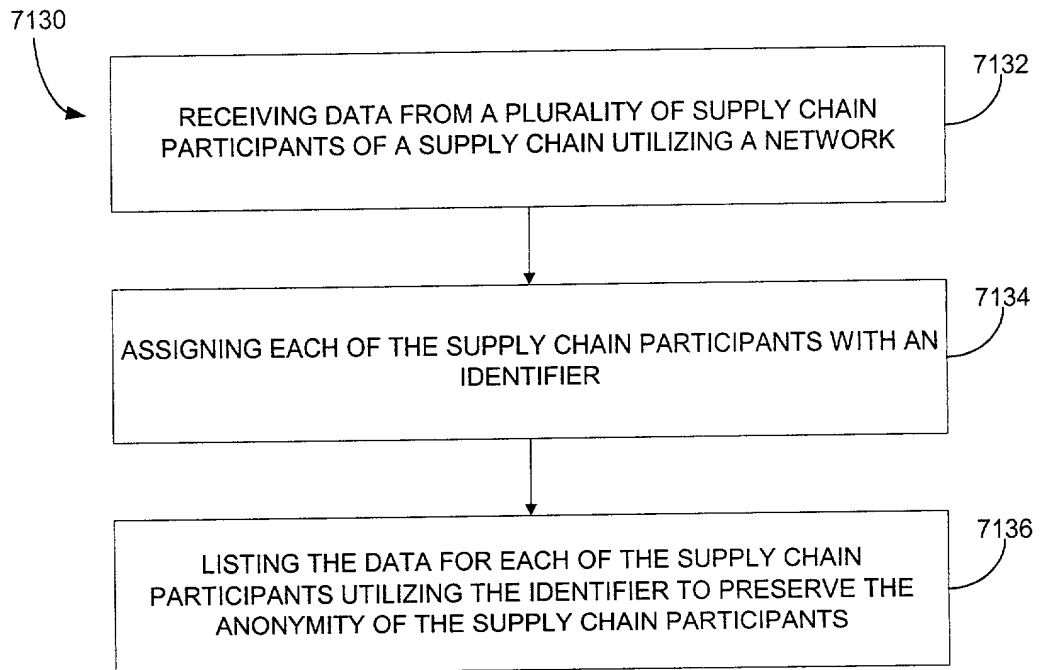 7130
7132
RECEIVING DATA FROM A PLURALITY OF SUPPLY CHAIN
PARTICIPANTS OF A SUPPLY CHAIN UTILIZING A NETWORK
7134
ASSIGNING EACH OF THE SUPPLY CHAIN PARTICIPANTS WITH AN
IDENTIFIER
7136
LISTING THE DATA FOR EACH OF THE SUPPLY CHAIN
PARTICIPANTS UTILIZING THE IDENTIFIER TO PRESERVE THE
ANONYMITY OF THE SUPPLY CHAIN PARTICIPANTS